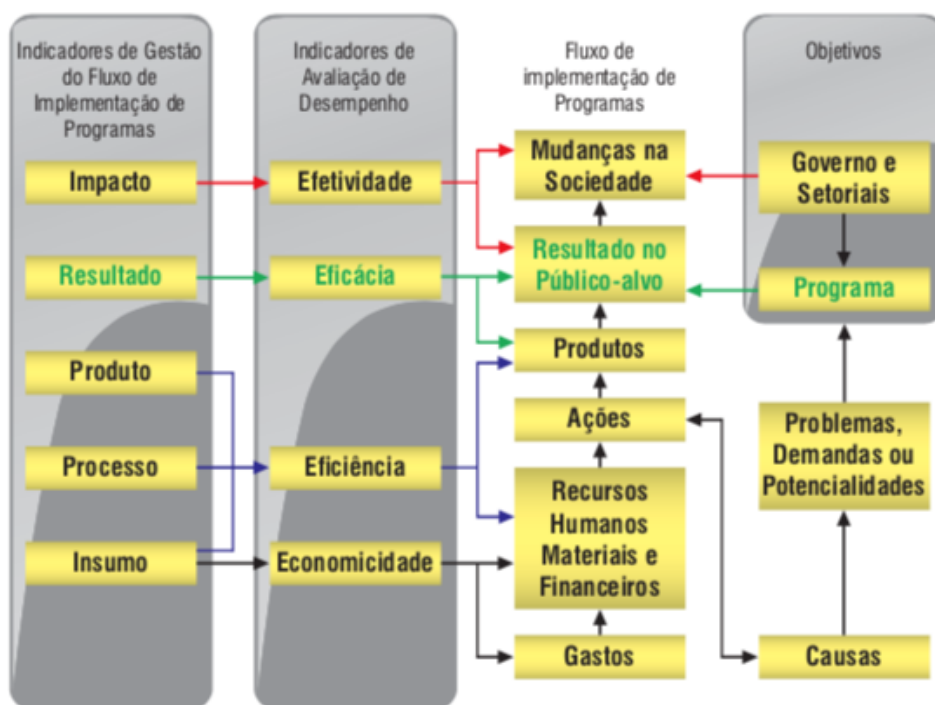 Indicadores de Gestão
do Fluxo de
Implementação de
Programas
Impacto
Resultado
Produto
Processo
Insumo
Indicadores de
Avaliação de
Desempenho
Efetividade
Eficácia
Eficiência
Economicidade
Fluxo de
implementação de
Programas
Mudanças na
Sociedade
Resultado no
Público-alvo
Produtos
Ações
Recursos
Humanos
Materiais e
Financeiros
Gastos
Objetivos
Governo e
Setoriais
Programa
Problemas,
Demandas ou
Potencialidades
Causas